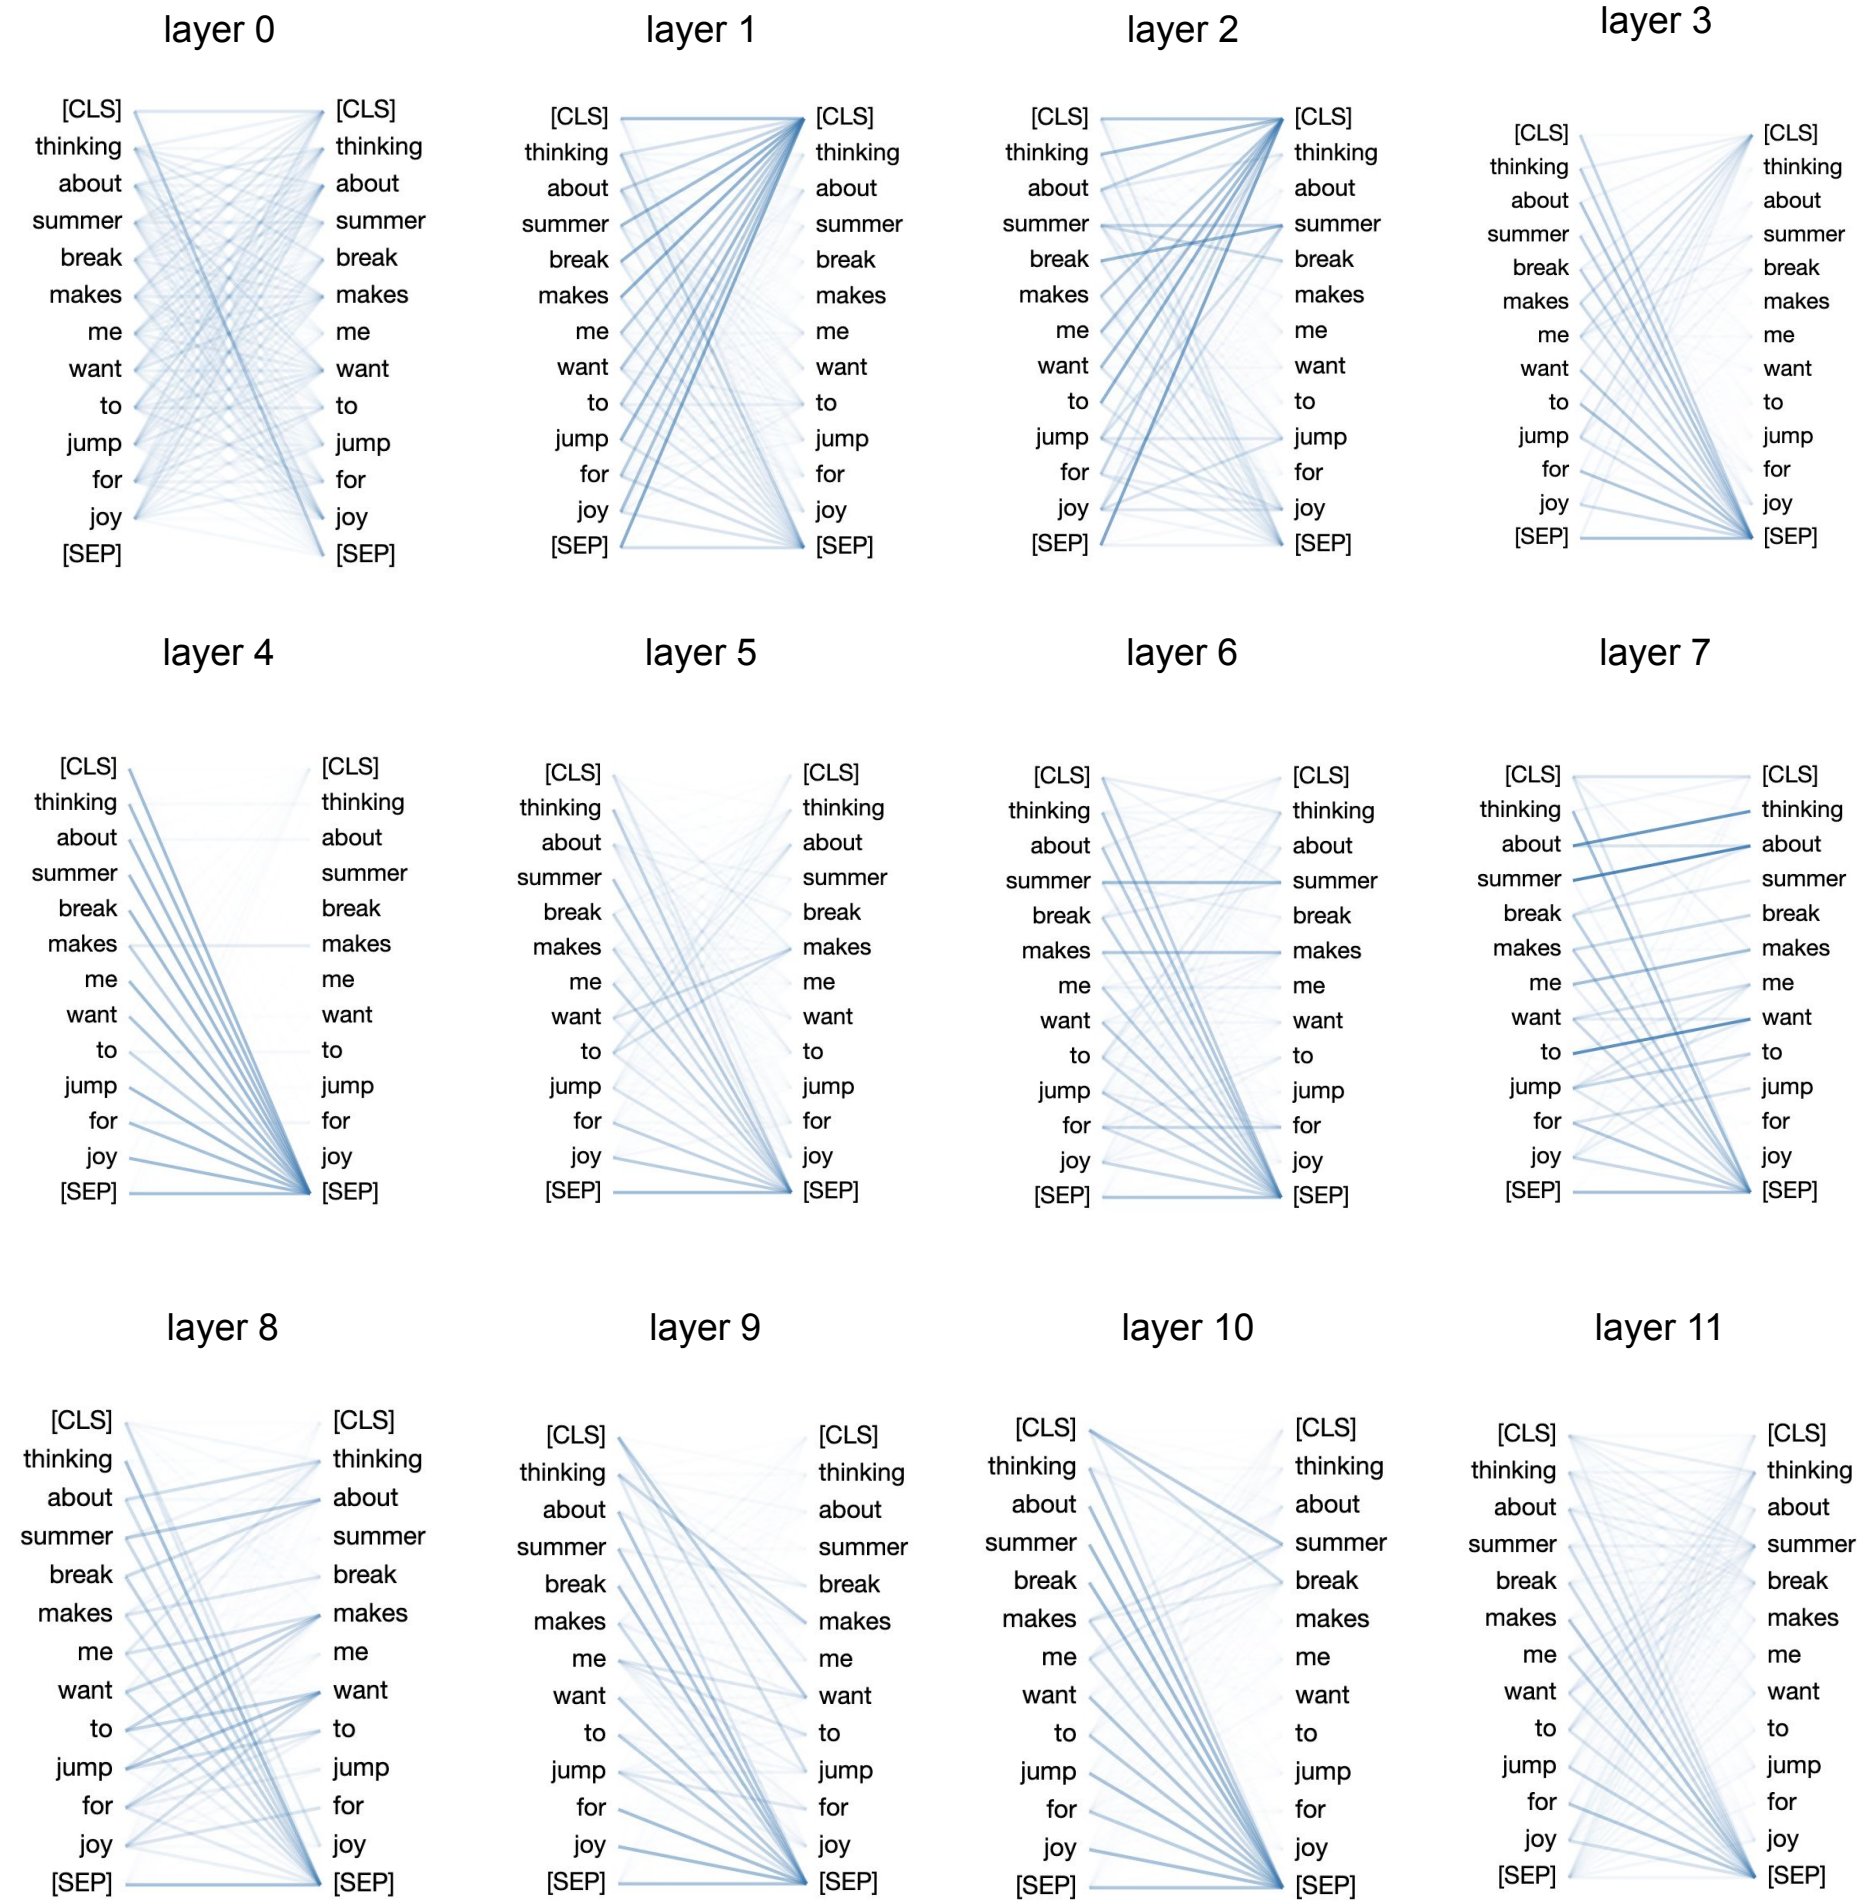 layer 0 layer 1 layer 2 layer 3
[CLS] [CLS] [CLS] [CLS] [CLS] [CLS] [CLS] [CLS]
thinking thinking thinking thinking thinking thinking thinking thinking
about about about about about about about about
summer summer summer summer summer summer summer summer
break break break break break break break break
makes makes makes makes makes makes makes makes
me me me me me me me me
want want want want want want want want
to to to to to to to to
jump jump jump jump jump jump jump jump
for for for for for for for for
joy joy joy joy joy joy joy joy
[SEP] [SEP] [SEP] [SEP] [SEP] [SEP] [SEP] [SEP]
layer 4 layer 5 layer 6 layer 7
[CLS] [CLS] [CLS] [CLS] [CLS] [CLS] [CLS] [CLS]
thinking thinking thinking thinking thinking thinking thinking thinking
about about about about about about about about
summer summer summer summer summer summer summer summer
break break break break break break break break
makes makes makes makes makes makes makes makes
me me me me me me me me
want want want want want want want want
to to to to to to to to
jump jump jump jump jump jump jump jump
for for for for for for for for
joy joy joy joy joy joy joy joy
[SEP] [SEP] [SEP] [SEP] [SEP] [SEP] [SEP] [SEP]
layer 8 layer 9 layer 10 layer 11
[CLS] [CLS] [CLS] [CLS] [CLS] [CLS] [CLS] [CLS]
thinking thinking thinking thinking thinking thinking thinking thinking
about about about about about about about about
summer summer summer summer summer summer summer summer
break break break break break break break break
makes makes makes makes makes makes makes makes
me me me me me me me me
want want want want want want want want
to to to to to to to to
jump jump jump jump jump jump jump jump
for for for for for for for for
joy joy joy joy joy joy joy joy
[SEP] [SEP] [SEP] [SEP] [SEP] [SEP] [SEP] [SEP]